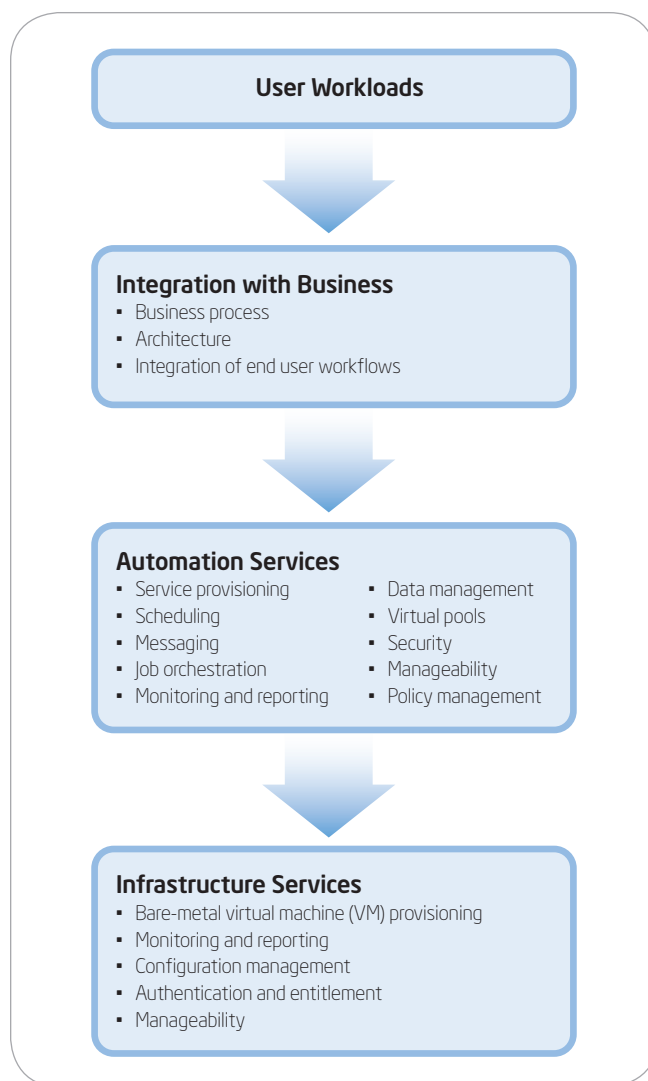 User Workloads
Integration with Business
▪ Business process
▪ Architecture
▪ Integration of end user workflows
Automation Services
▪ Service provisioning
▪ Scheduling
▪ Messaging
▪ Job orchestration
▪ Monitoring and reporting
▪ Data management
▪ Virtual pools
▪ Security
▪ Manageability
▪ Policy management
Infrastructure Services
▪ Bare-metal virtual machine (VM) provisioning
▪ Monitoring and reporting
▪ Configuration management
▪ Authentication and entitlement
▪ Manageability